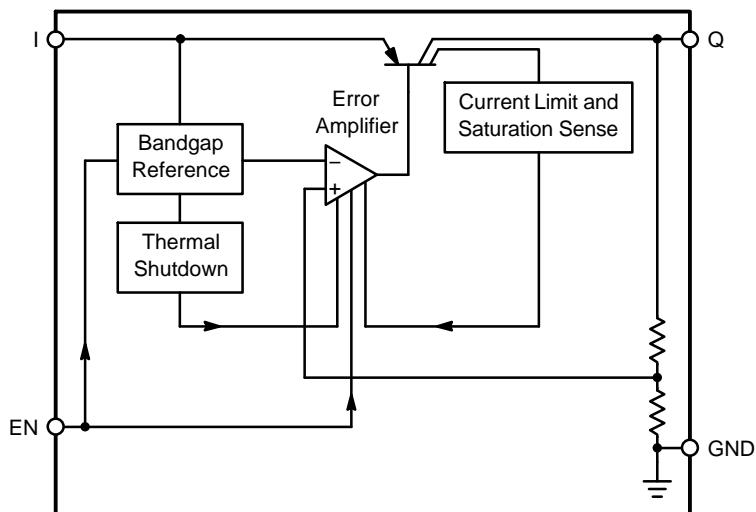 I
Q
Error
Amplifier
Current Limit and
Saturation Sense
Bandgap
Reference
−
+
Thermal
Shutdown
EN
GND